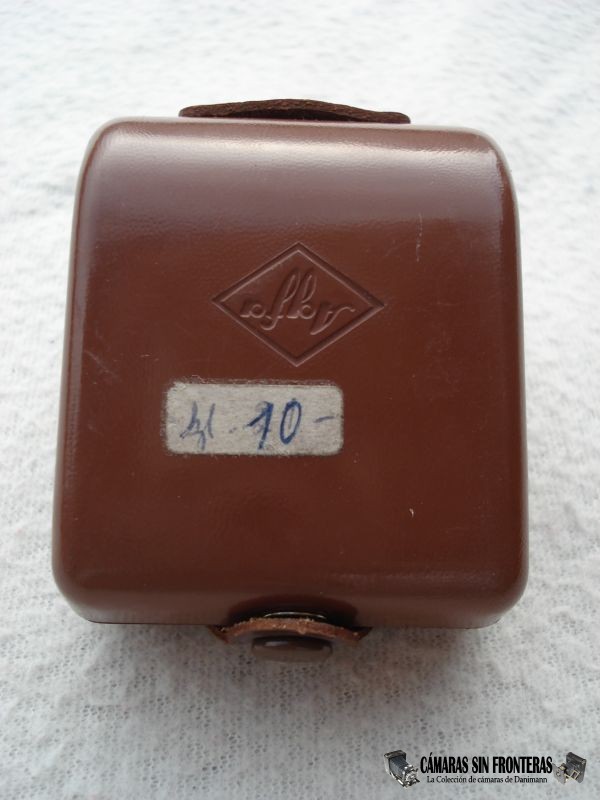 Agfa
10-
CÁMARAS SIN FRONTERAS
La Colección de cámaras de Danimann